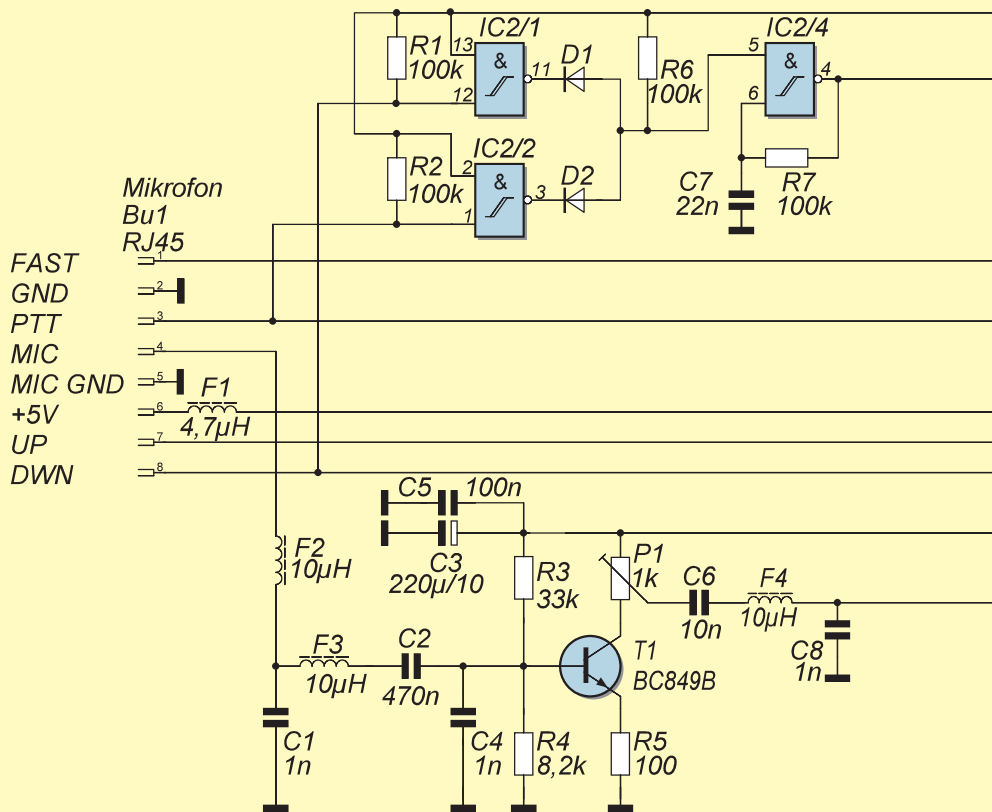 IC2/1
13
&
R1
100k
11
D1
12
R6
100k
IC2/4
5
&
4
6
IC2/2
2
&
R2
100k
3
D2
1
C7
22n
R7
100k
Mikrofon
Bu1
RJ45
FAST
1
GND
2
PTT
3
MIC
4
MIC GND
5
F1
+5V
6
4,7µH
UP
7
DWN
8
C5
100n
C3
220µ/10
F2
10µH
R3
33k
P1
1k
C6
10n
F4
10µH
C8
1n
F3
10µH
C2
470n
T1
BC849B
C1
1n
C4
1n
R4
8,2k
R5
100